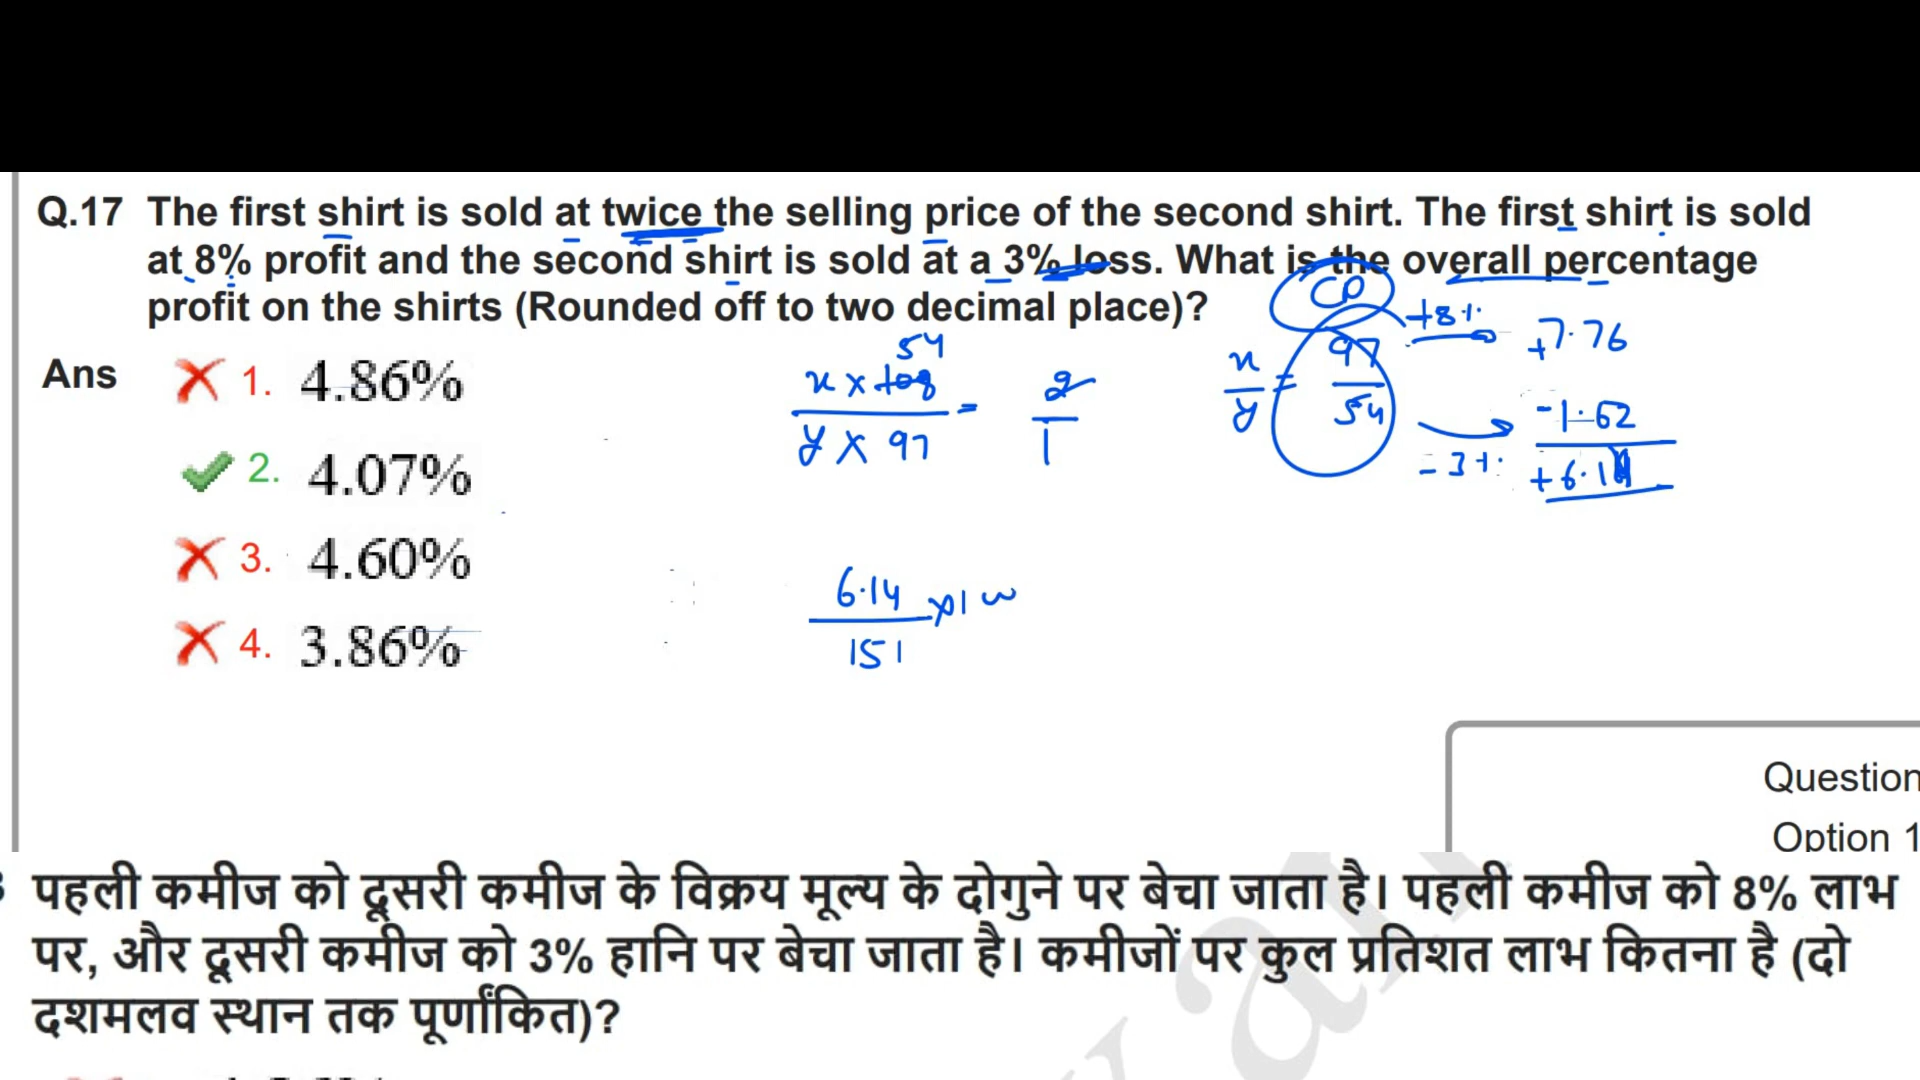 Q.17 The first shirt is sold at twice the selling price of the second shirt. The first shirt is sold
at 8% profit and the second shirt is sold at a 3% loss. What is the overall percentage
profit on the shirts (Rounded off to two decimal place)?
Ans
1. 4.86%
2. 4.07%
3. 4.60%
4. 3.86%
54
x × 108
y × 97
=
2
1
CP
x
y
=
97
54
+8%
+7.76
-3%
-1.62
+6.14
6.14
151
×100
Question
Option 1
पहली कमीज को दूसरी कमीज के विक्रय मूल्य के दोगुने पर बेचा जाता है। पहली कमीज को 8% लाभ
पर, और दूसरी कमीज को 3% हानि पर बेचा जाता है। कमीजों पर कुल प्रतिशत लाभ कितना है (दो
दशमलव स्थान तक पूर्णांकित)?